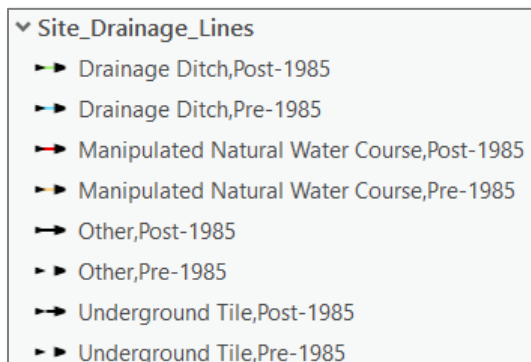 Site_Drainage_Lines
Drainage Ditch,Post-1985
Drainage Ditch,Pre-1985
Manipulated Natural Water Course,Post-1985
Manipulated Natural Water Course,Pre-1985
Other,Post-1985
Other,Pre-1985
Underground Tile,Post-1985
Underground Tile,Pre-1985